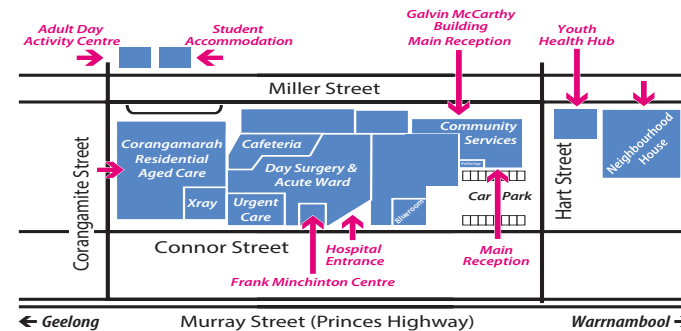 Adult Day
Activity Centre
Student
Accommodation
Galvin McCarthy
Building
Main Reception
Youth
Health Hub
Miller Street
Corangamite Street
Corangamarah
Residential
Aged Care
Xray
Cafeteria
Day Surgery &
Acute Ward
Urgent
Care
Community
Services
Pathology
Blueroom
Car Park
Hart Street
Neighbourhood
House
Connor Street
Hospital
Entrance
Main
Reception
Frank Minchinton Centre
Geelong
Murray Street (Princes Highway)
Warrnambool